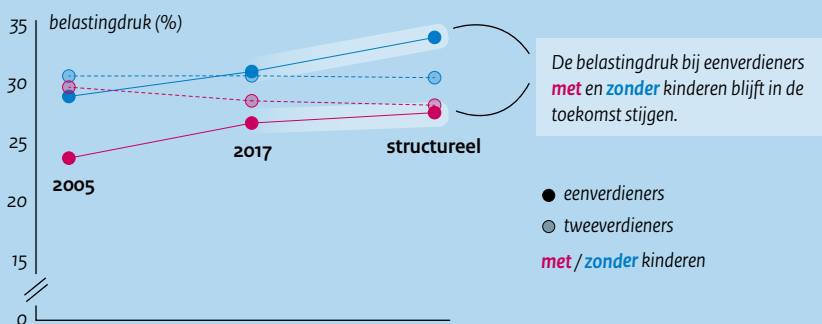 belastingdruk (%)
35
30
25
20
15
0
2005
2017
structureel
De belastingdruk bij eenverdieners
met en zonder kinderen blijft in de
toekomst stijgen.
eenverdieners
tweeverdieners
met / zonder kinderen